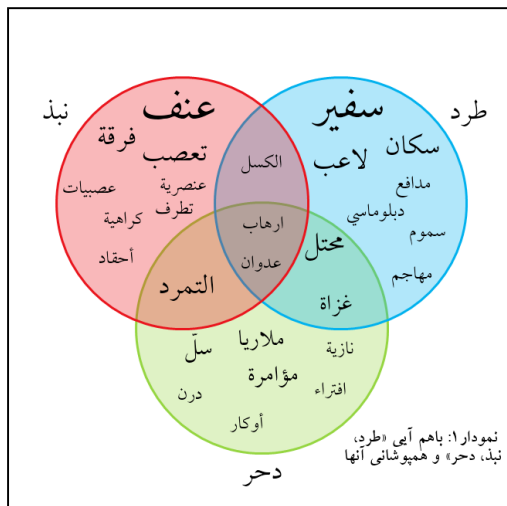 نبذ
طرد
عنف
سفير
فرقة
تعصب
عصبيات
عنصرية
تطرف
كراهية
أحقاد
الكسل
سكان
لاعب
مدافع
دبلوماسي
سموم
مهاجم
ارهاب
عدوان
محتل
التمرد
غزاة
ملاريا
سلّ
نازية
مؤامرة
درن
افتراء
أوكار
دحر
نمودار۱: باهم آیی «طرد،
نبذ، دحر» و همپوشانی آنها